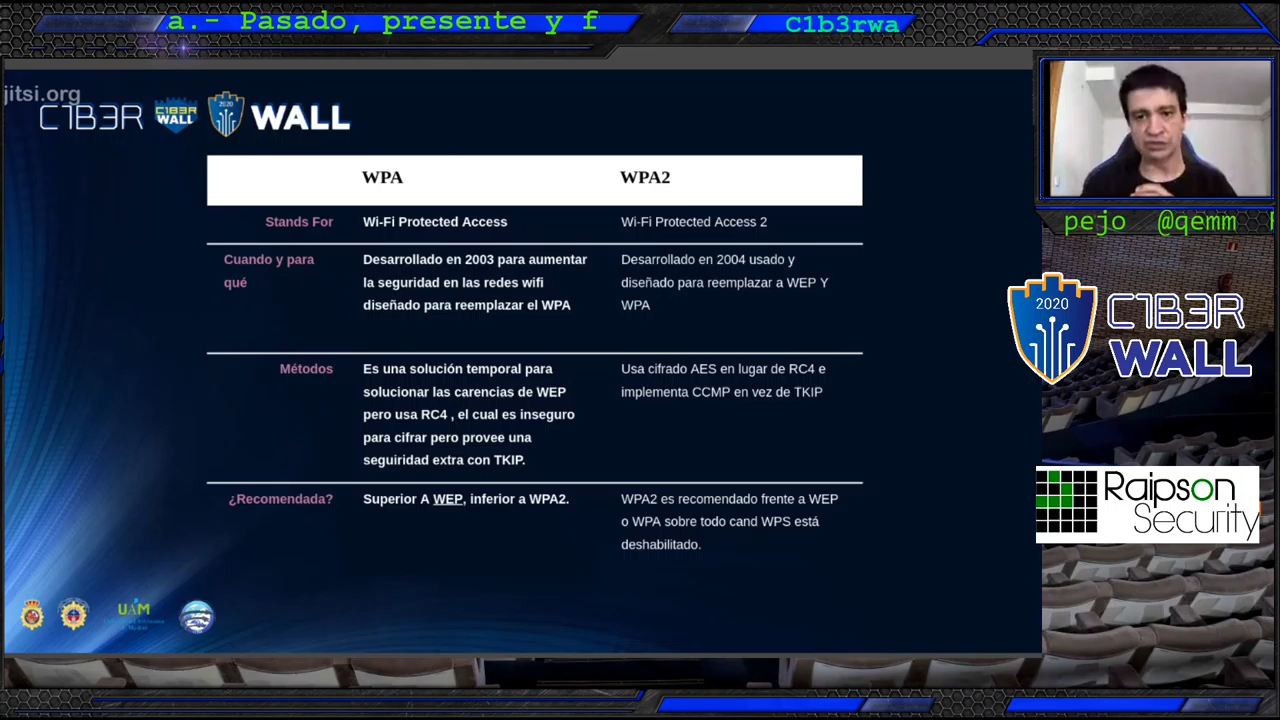 a.- Pasado, presente y f
C1b3rwa
jitsi.org
C1B3R
C1B3R
WALL
2020
WALL
WPA
WPA2
Stands For
Wi-Fi Protected Access
Wi-Fi Protected Access 2
Cuando y para
qué
Desarrollado en 2003 para aumentar
la seguridad en las redes wifi
diseñado para reemplazar el WPA
Desarrollado en 2004 usado y
diseñado para reemplazar a WEP Y
WPA
Métodos
Es una solución temporal para
solucionar las carencias de WEP
pero usa RC4 , el cual es inseguro
para cifrar pero provee una
seguiridad extra con TKIP.
Usa cifrado AES en lugar de RC4 e
implementa CCMP en vez de TKIP
¿Recomendada?
Superior A WEP, inferior a WPA2.
WPA2 es recomendado frente a WEP
o WPA sobre todo cand WPS está
deshabilitado.
UAM
pejo @qemm
2020
C1B3R
WALL
Raipson
Security